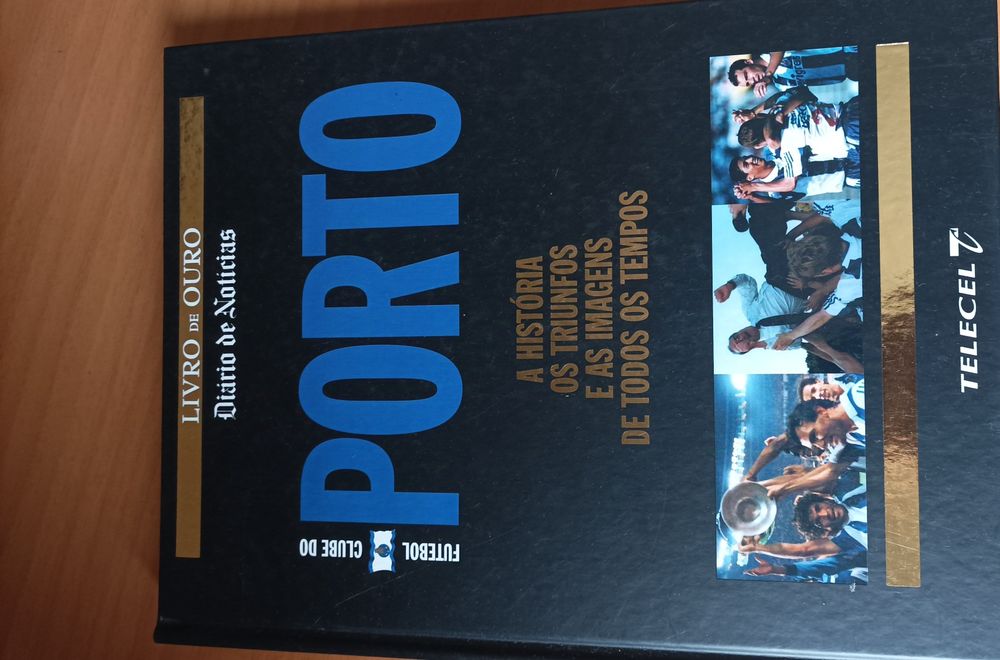 LIVRO DE OURO
Diário de Notícias
FUTEBOL
CLUBE DO
PORTO
A HISTÓRIA
OS TRIUNFOS
E AS IMAGENS
DE TODOS OS TEMPOS
TELECEL